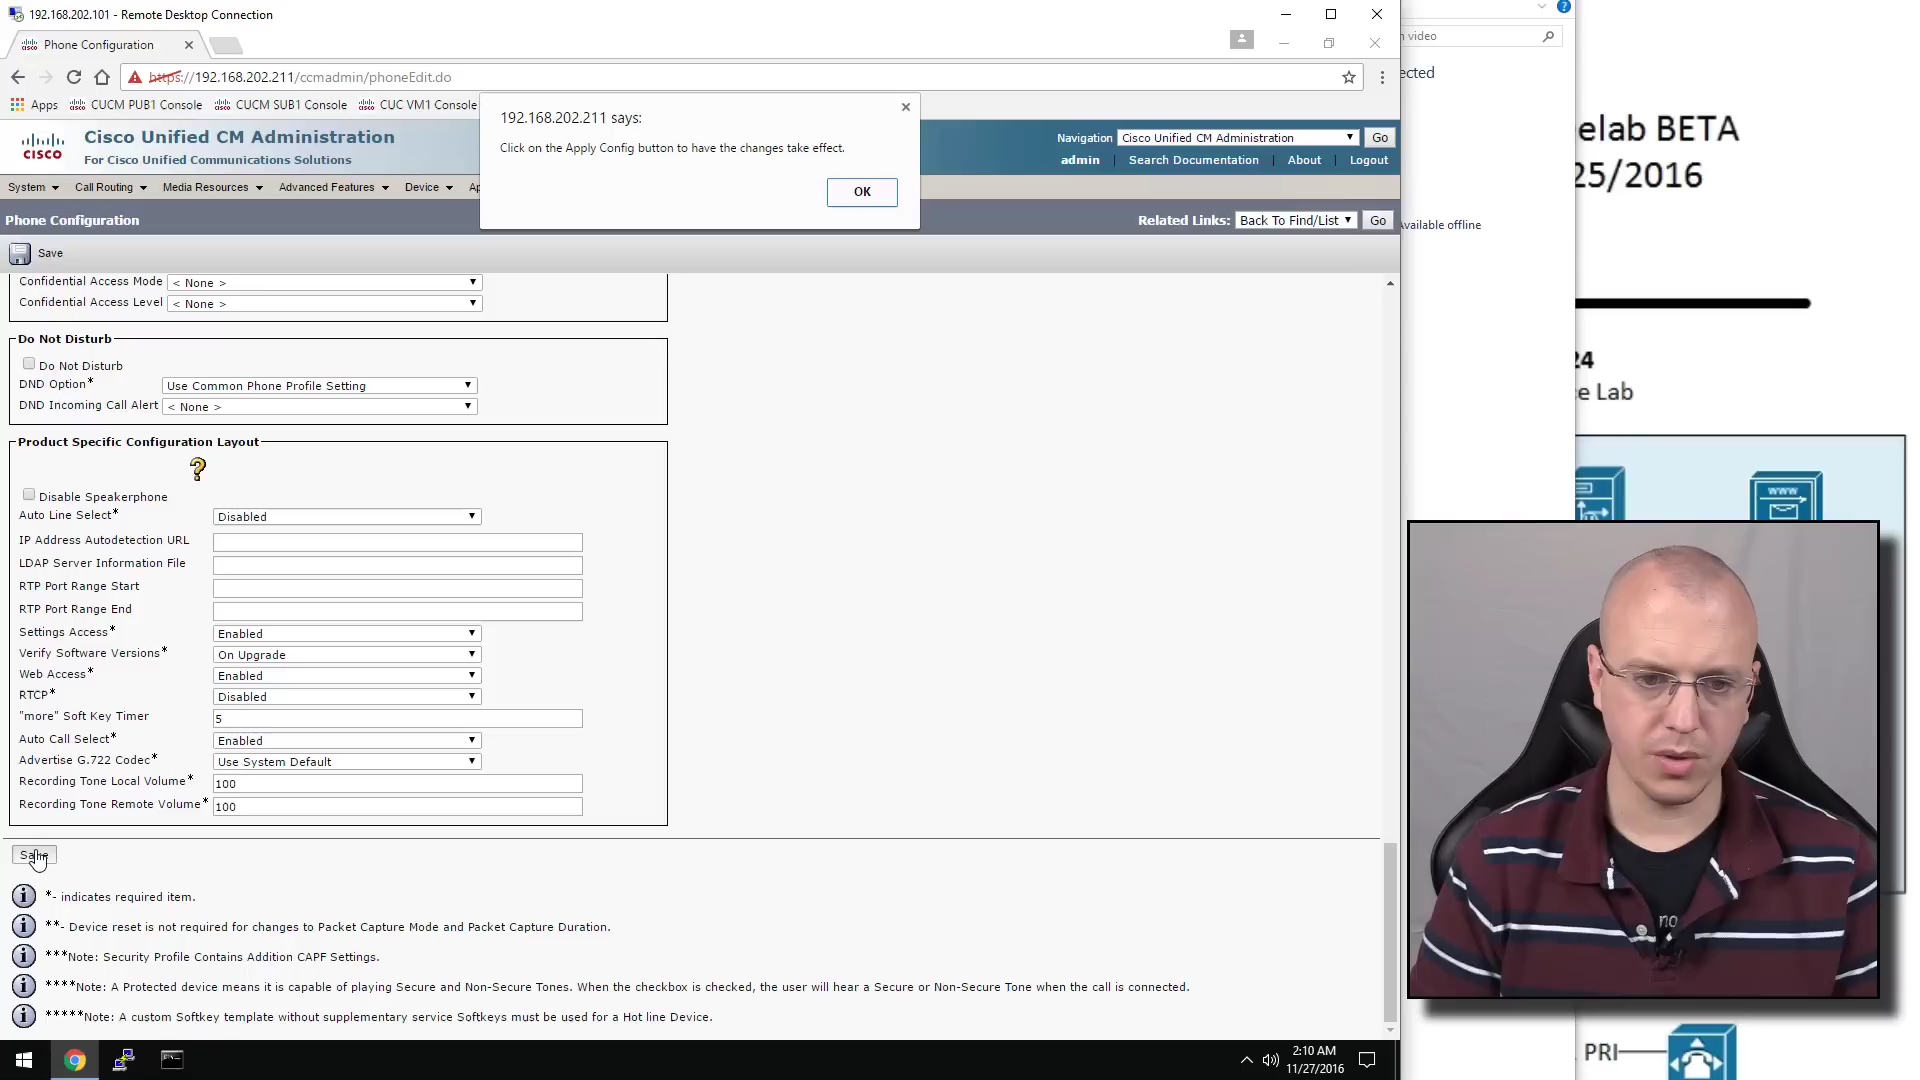 192.168.202.101 - Remote Desktop Connection
Phone Configuration
https://192.168.202.211/ccmadmin/phoneEdit.do
Apps CUCM PUB1 Console CUCM SUB1 Console CUC VM1 Console
192.168.202.211 says:
Click on the Apply Config button to have the changes take effect.
OK
Cisco Unified CM Administration
For Cisco Unified Communications Solutions
CISCO
Navigation Cisco Unified CM Administration Go
admin | Search Documentation | About | Logout
System Call Routing Media Resources Advanced Features Device
Phone Configuration
Related Links: Back To Find/List Go
Save
Confidential Access Mode < None >
Confidential Access Level < None >
Do Not Disturb
Do Not Disturb
DND Option* Use Common Phone Profile Setting
DND Incoming Call Alert < None >
Product Specific Configuration Layout
?
Disable Speakerphone
Auto Line Select* Disabled
IP Address Autodetection URL
LDAP Server Information File
RTP Port Range Start
RTP Port Range End
Settings Access* Enabled
Verify Software Versions* On Upgrade
Web Access* Enabled
RTCP* Disabled
"more" Soft Key Timer 5
Auto Call Select* Enabled
Advertise G.722 Codec* Use System Default
Recording Tone Local Volume* 100
Recording Tone Remote Volume* 100
Save
*- indicates required item.
**- Device reset is not required for changes to Packet Capture Mode and Packet Capture Duration.
***Note: Security Profile Contains Addition CAPF Settings.
****Note: A Protected device means it is capable of playing Secure and Non-Secure Tones. When the checkbox is checked, the user will hear a Secure or Non-Secure Tone when the call is connected.
*****Note: A custom Softkey template without supplementary service Softkeys must be used for a Hot line Device.
2:10 AM
11/27/2016
video
ected
Available offline
elab BETA
25/2016
24
e Lab
www
no
PRI